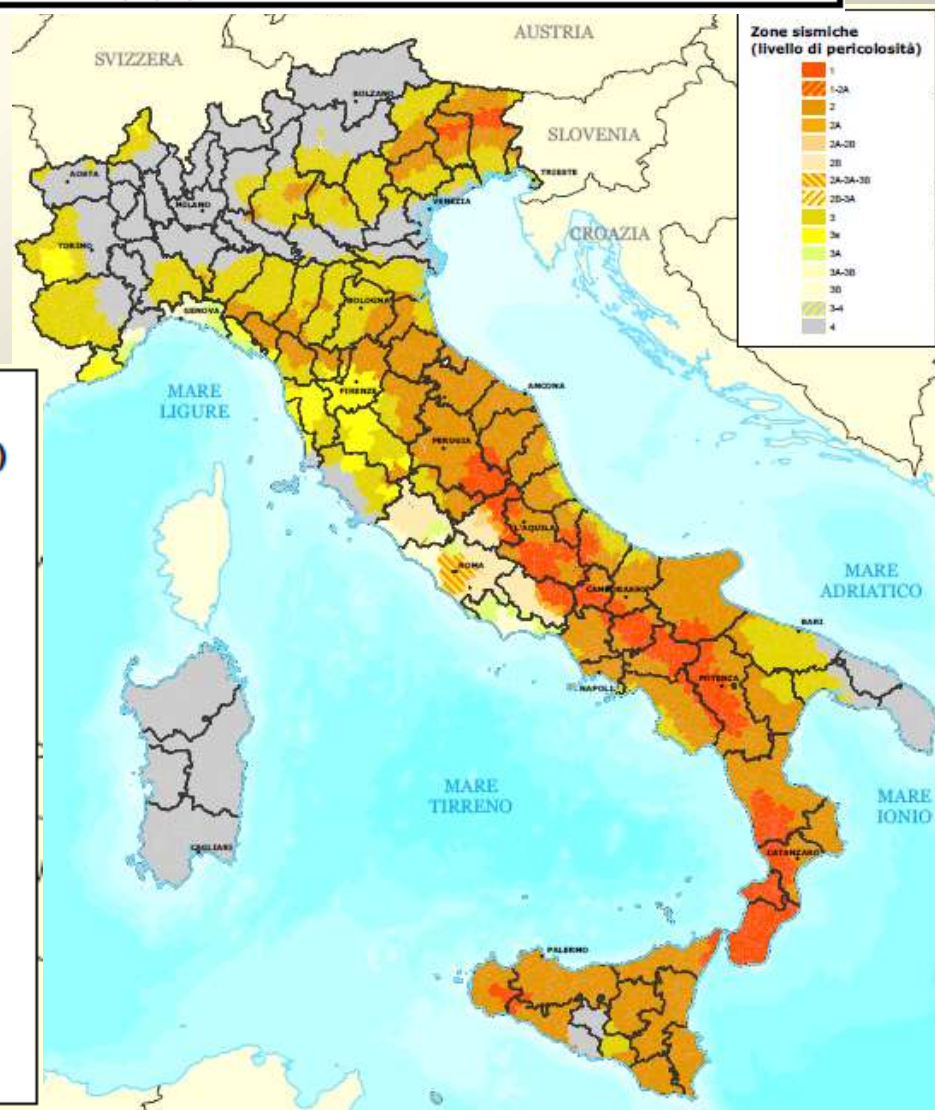 AUSTRIA
SVIZZERA
Zone sismiche
(livello di pericolosità)
1
1-2A
2
2A
2A-2B
2B
2A-3A-3B
2B-3A
3
3s
3A
3A-3B
3B
3-4
4
BOLZANO
SLOVENIA
AOSTA
TRIESTE
MILANO
VENEZIA
CROAZIA
TORINO
BOLOGNA
GENOVA
MARE
LIGURE
FIRENZE
ANCONA
PERUGIA
)
L'AQUILA
ROMA
MARE
ADRIATICO
CAMPOBASSO
BARI
NAPOLI
POTENZA
MARE
TIRRENO
MARE
IONIO
CAGLIARI
CATANZARO
PALERMO